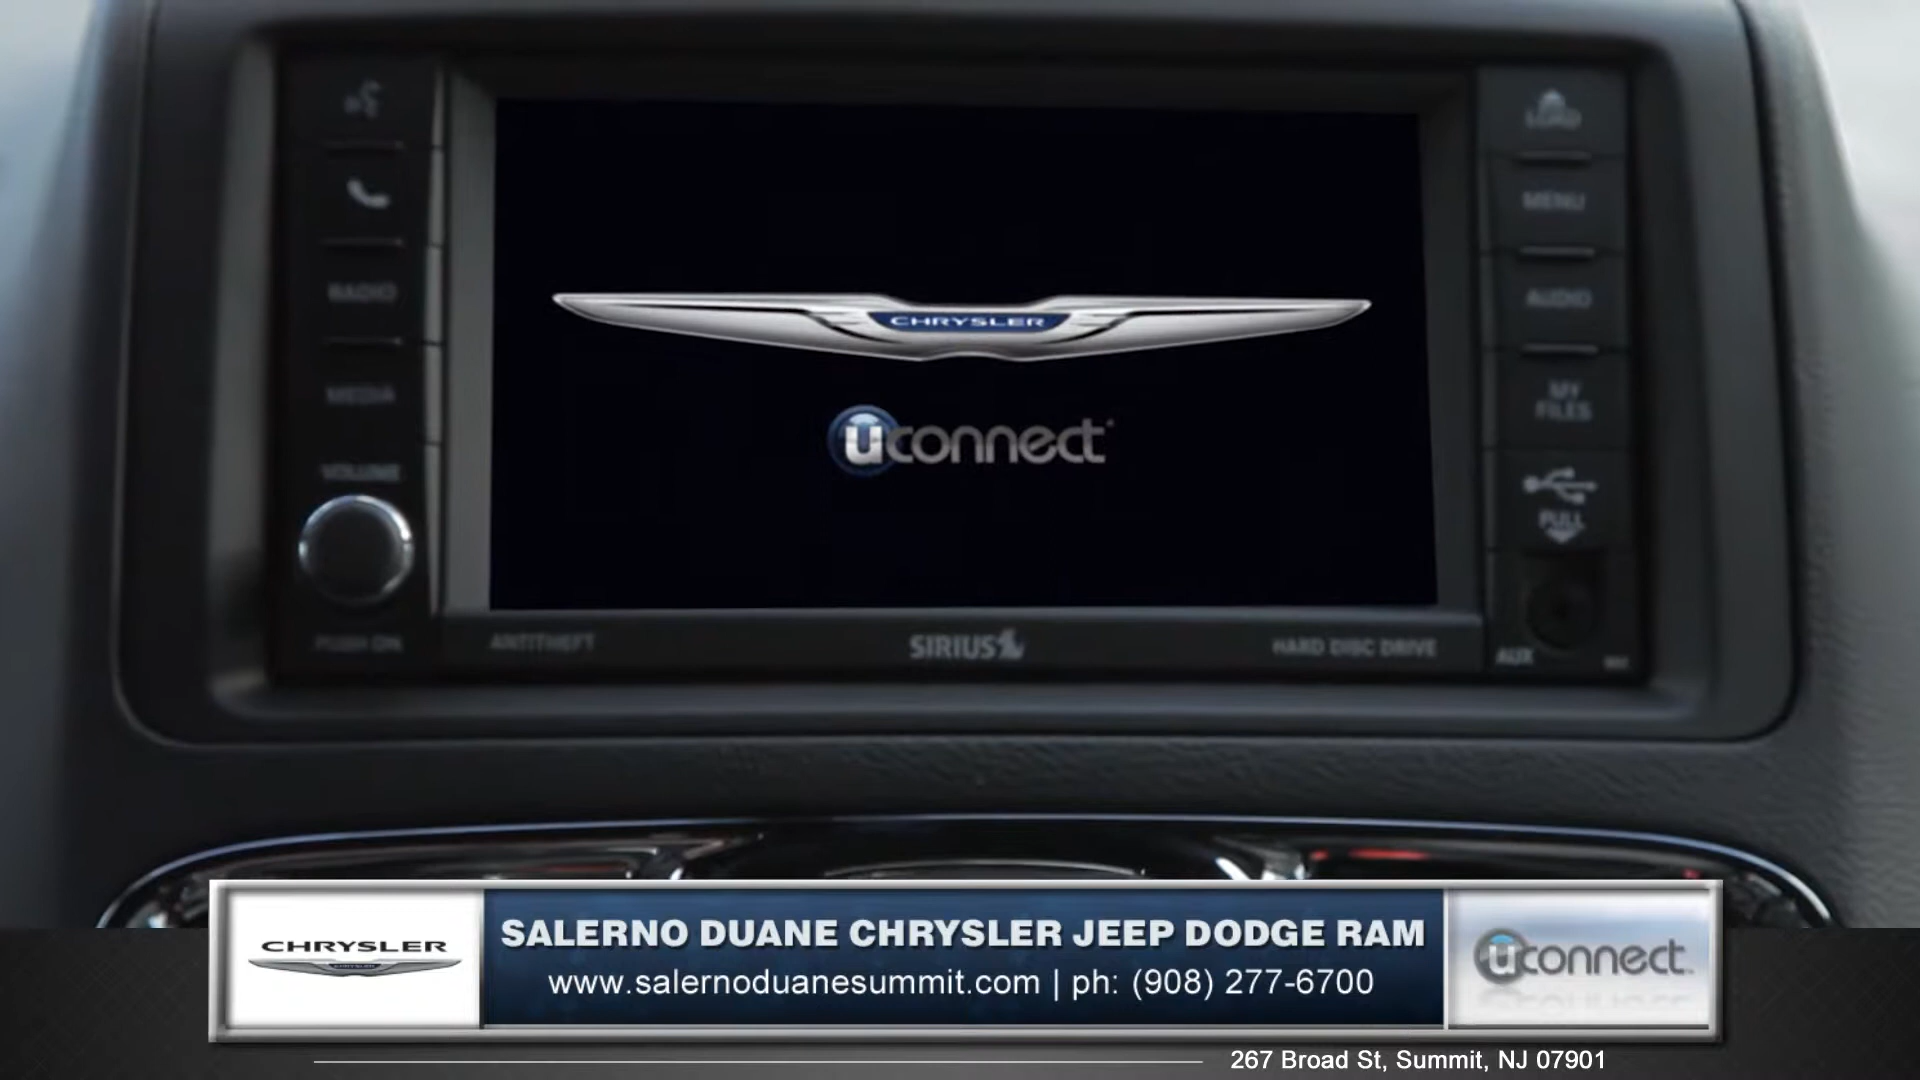 LOAD
MENU
RADIO
CHRYSLER
AUDIO
MEDIA
MY
FILES
uconnect
VOLUME
PULL
PUSH ON
ANTITHEFT
SIRIUS
HARD DISC DRIVE
AUX
CHRYSLER
CHRYSLER
SALERNO DUANE CHRYSLER JEEP DODGE RAM
www.salernoduanesummit.com | ph: (908) 277-6700
uconnect
267 Broad St, Summit, NJ 07901